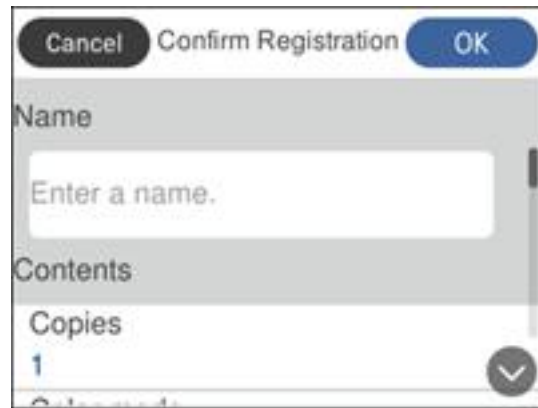 Cancel Confirm Registration OK
Name
Enter a name.
Contents
Copies
1